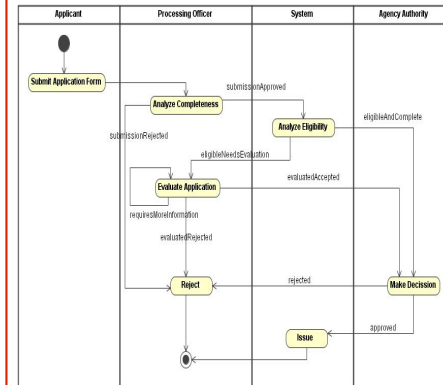 Applicant
Processing Officer
System
Agency Authority
Submit Application Form
submissionApproved
Analyze Completeness
eligibleAndComplete
Analyze Eligibility
submissionRejected
eligibleNeedsEvaluation
evaluatedAccepted
Evaluate Application
requiresMoreInformation
evaluatedRejected
rejected
Reject
Make Decission
approved
Issue